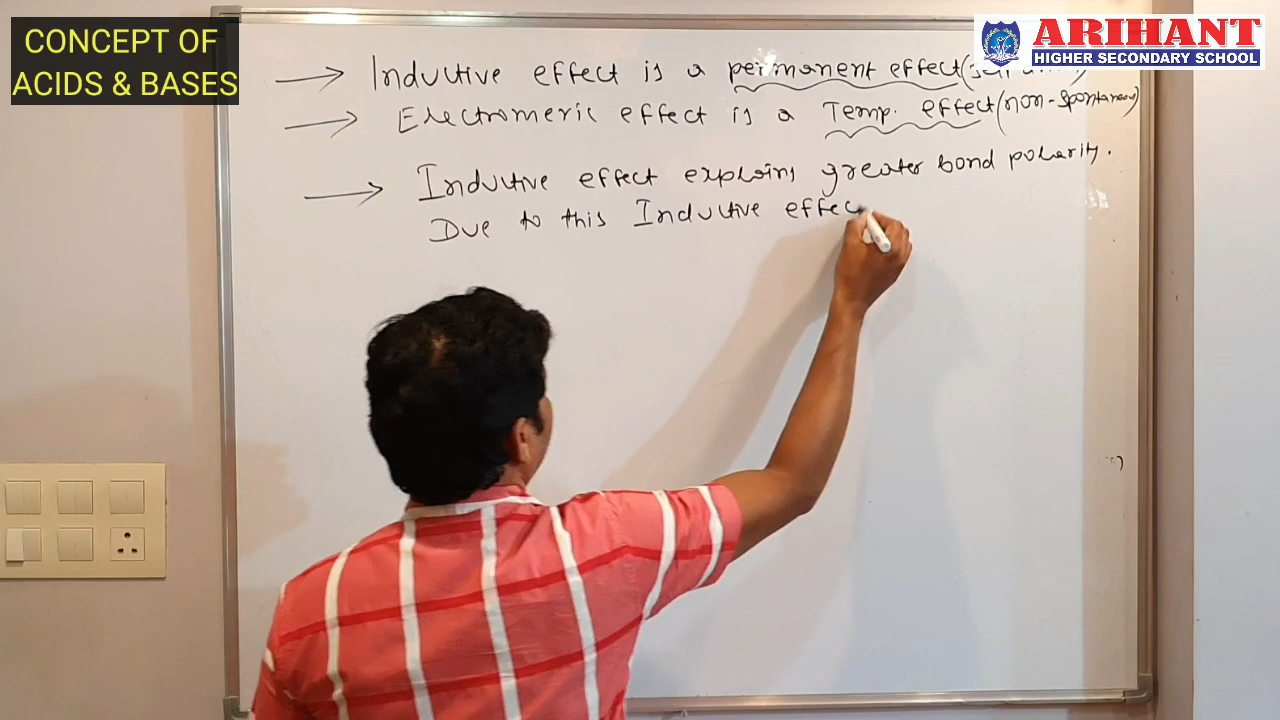 CONCEPT OF
ACIDS & BASES
ARIHANT
HIGHER SECONDARY SCHOOL
Inductive effect is a permanent effect(
Electromeric effect is a Temp. effect(non-spontaneous)
Inductive effect explains greater bond polarity.
Due to this Inductive effec